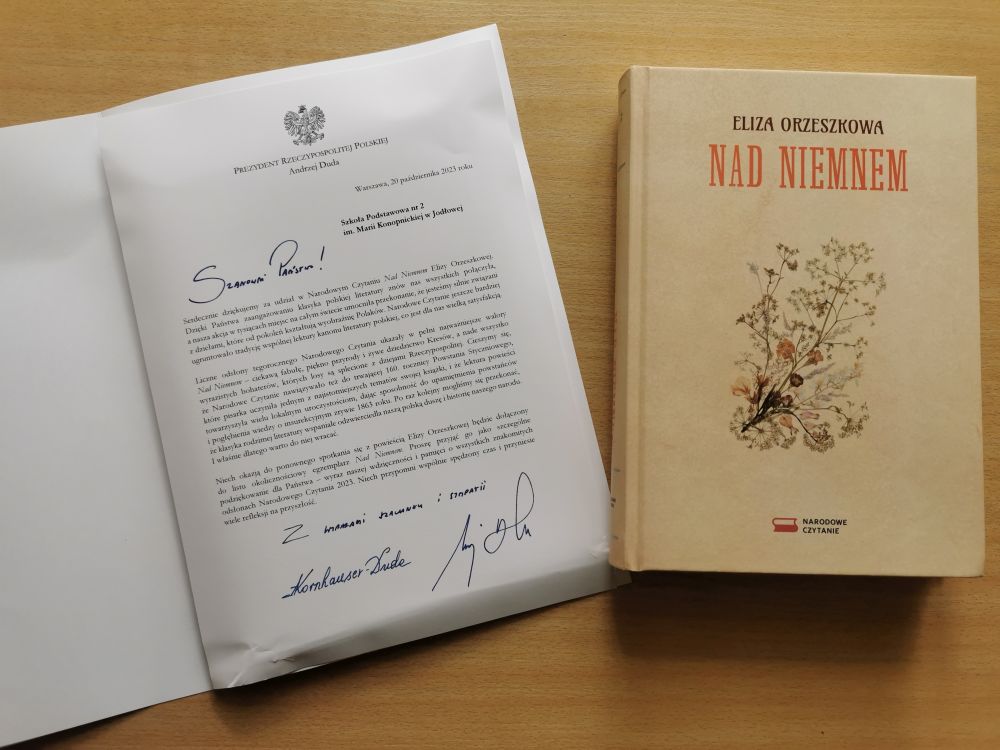 PREZYDENT RZECZYPOSPOLITEJ POLSKIEJ
Andrzej Duda
Warszawa, 20 października 2023 roku
Szkoła Podstawowa nr 2
im. Marii Konopnickiej w Jodłowej
Szanowni Państwo!
Serdecznie dziękujemy za udział w Narodowym Czytaniu Nad Niemnem Elizy Orzeszkowej.
Dzięki Państwa zaangażowaniu klasyka polskiej literatury znów nas wszystkich połączyła,
a nasza akcja w tysiącach miejsc na całym świecie umocniła przekonanie, że jesteśmy silnie związani
z dziełami, które od pokoleń kształtują wyobraźnię Polaków. Narodowe Czytanie jeszcze bardziej
ugruntowało tradycję wspólnej lektury kanonu literatury polskiej, co jest dla nas wielką satysfakcją.
Liczne odsłony tegorocznego Narodowego Czytania ukazały w pełni najważniejsze walory
Nad Niemnem – ciekawą fabułę, piękno przyrody i żywe dziedzictwo Kresów, a nade wszystko
wyrazistych bohaterów, których losy są splecione z dziejami Rzeczypospolitej. Cieszymy się,
że Narodowe Czytanie nawiązywało też do trwającej 160. rocznicy Powstania Styczniowego,
które pisarka uczyniła jednym z najistotniejszych tematów swojej książki, i że lektura powieści
towarzyszyła wielu lokalnym uroczystościom, dając sposobność do upamiętnienia powstańców
i pogłębienia wiedzy o insurekcyjnym zrywie 1863 roku. Po raz kolejny mogliśmy się przekonać,
że klasyka rodzimej literatury wspaniale odzwierciedla naszą polską duszę i historię naszego narodu.
I właśnie dlatego warto do niej wracać.
Niech okazją do ponownego spotkania się z powieścią Elizy Orzeszkowej będzie dołączony
do listu okolicznościowy egzemplarz Nad Niemnem. Proszę przyjąć go jako szczególne
podziękowanie dla Państwa – wyraz naszej wdzięczności i pamięci o wszystkich znakomitych
odsłonach Narodowego Czytania 2023. Niech przypomni wspólnie spędzony czas i przyniesie
wiele refleksji na przyszłość.
Z wyrazami szacunku i sympatii
AKornhauser-Duda
ELIZA ORZESZKOWA
NAD NIEMNEM
NARODOWE
CZYTANIE